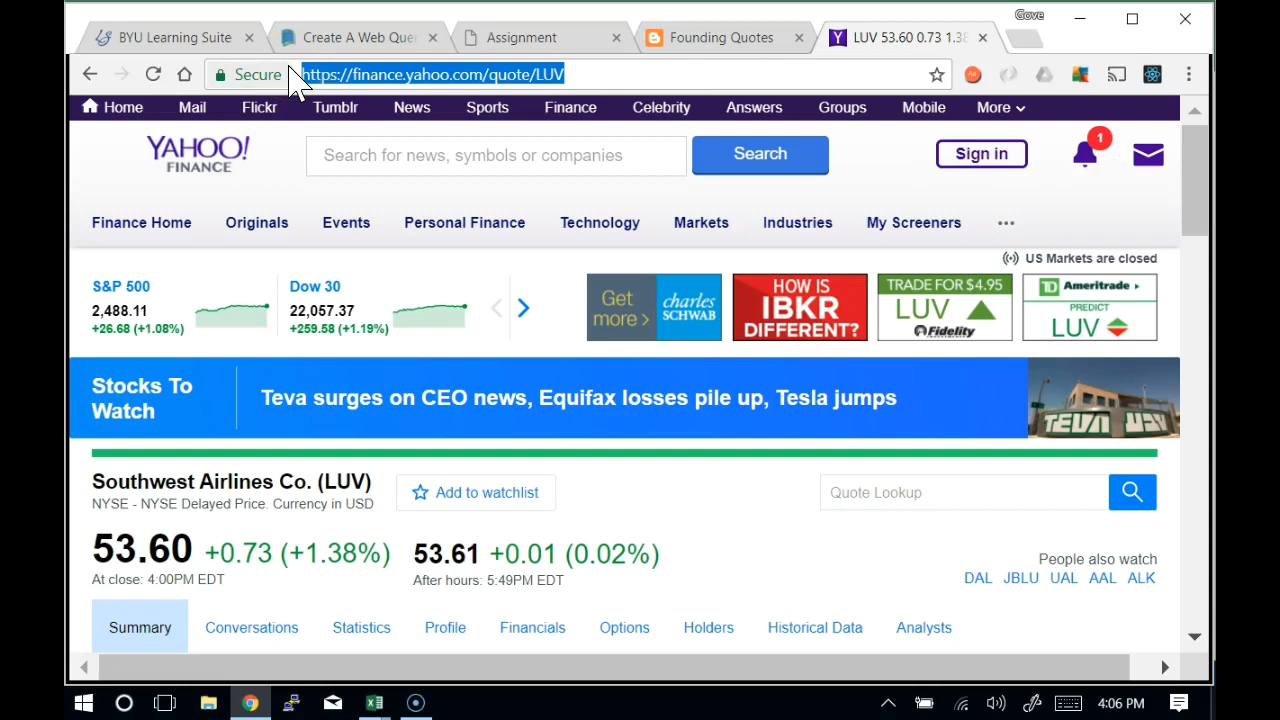 Gove
BYU Learning Suite
Create A Web Que
Assignment
Founding Quotes
LUV 53.60 0.73 1.38
Secure
https://finance.yahoo.com/quote/LUV
Home Mail Flickr Tumblr News Sports Finance Celebrity Answers Groups Mobile More
YAHOO!
FINANCE
Search for news, symbols or companies
Search
Sign in
1
Finance Home Originals Events Personal Finance Technology Markets Industries My Screeners
US Markets are closed
S&P 500
2,488.11
+26.68 (+1.08%)
Dow 30
22,057.37
+259.58 (+1.19%)
Get
more >
charles
SCHWAB
HOW IS
IBKR
DIFFERENT?
TRADE FOR $4.95
LUV
Fidelity
TD Ameritrade
PREDICT
LUV
Stocks To
Watch
Teva surges on CEO news, Equifax losses pile up, Tesla jumps
TEVA
Southwest Airlines Co. (LUV)
NYSE - NYSE Delayed Price. Currency in USD
Add to watchlist
Quote Lookup
53.60 +0.73 (+1.38%)
At close: 4:00PM EDT
53.61 +0.01 (0.02%)
After hours: 5:49PM EDT
People also watch
DAL JBLU UAL AAL ALK
Summary Conversations Statistics Profile Financials Options Holders Historical Data Analysts
4:06 PM